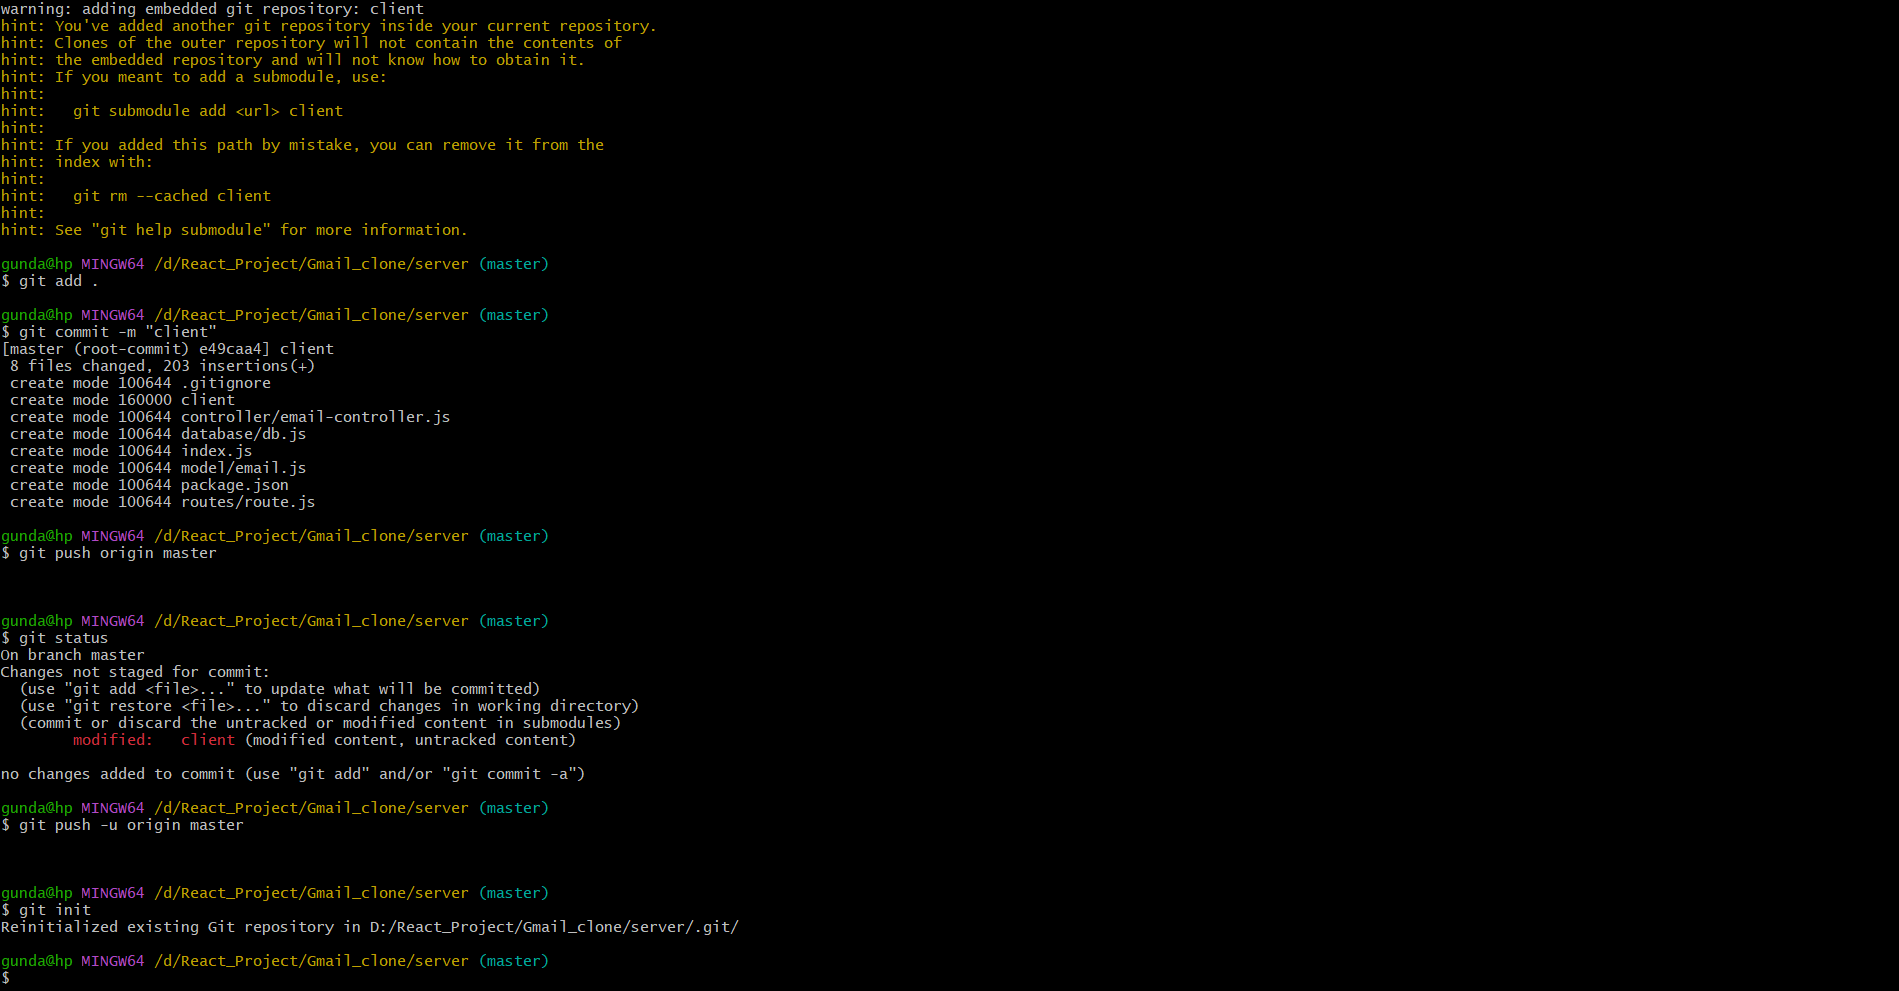 warning: adding embedded git repository: client
hint: You've added another git repository inside your current repository.
hint: Clones of the outer repository will not contain the contents of
hint: the embedded repository and will not know how to obtain it.
hint: If you meant to add a submodule, use:
hint:
hint:   git submodule add <url> client
hint:
hint: If you added this path by mistake, you can remove it from the
hint: index with:
hint:
hint:   git rm --cached client
hint:
hint: See "git help submodule" for more information.

gunda@hp MINGW64 /d/React_Project/Gmail_clone/server (master)
$ git add .

gunda@hp MINGW64 /d/React_Project/Gmail_clone/server (master)
$ git commit -m "client"
[master (root-commit) e49caa4] client
 8 files changed, 203 insertions(+)
 create mode 100644 .gitignore
 create mode 160000 client
 create mode 100644 controller/email-controller.js
 create mode 100644 database/db.js
 create mode 100644 index.js
 create mode 100644 model/email.js
 create mode 100644 package.json
 create mode 100644 routes/route.js

gunda@hp MINGW64 /d/React_Project/Gmail_clone/server (master)
$ git push origin master

gunda@hp MINGW64 /d/React_Project/Gmail_clone/server (master)
$ git status
On branch master
Changes not staged for commit:
  (use "git add <file>..." to update what will be committed)
  (use "git restore <file>..." to discard changes in working directory)
  (commit or discard the untracked or modified content in submodules)
        modified:   client (modified content, untracked content)

no changes added to commit (use "git add" and/or "git commit -a")

gunda@hp MINGW64 /d/React_Project/Gmail_clone/server (master)
$ git push -u origin master

gunda@hp MINGW64 /d/React_Project/Gmail_clone/server (master)
$ git init
Reinitialized existing Git repository in D:/React_Project/Gmail_clone/server/.git/

gunda@hp MINGW64 /d/React_Project/Gmail_clone/server (master)
$